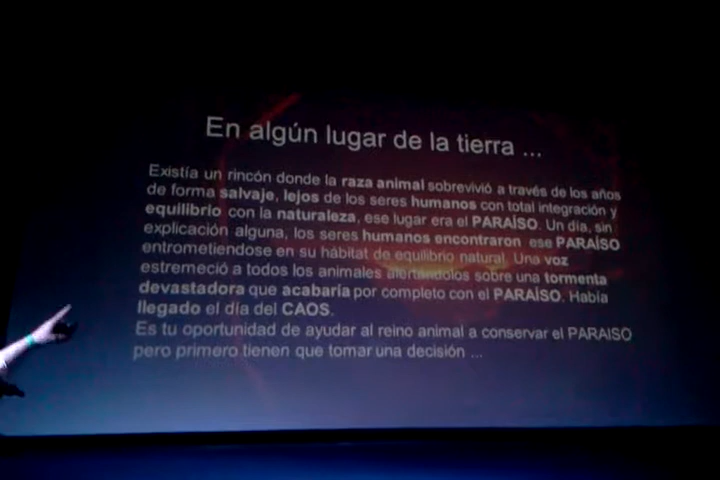 En algún lugar de la tierra ...
Existía un rincón donde la raza animal sobrevivió a través de los años
de forma salvaje, lejos de los seres humanos con total integración y
equilibrio con la naturaleza, ese lugar era el PARAÍSO. Un día, sin
explicación alguna, los seres humanos encontraron ese PARAÍSO
entrometiendose en su hábitat de equilibrio natural. Una voz
estremeció a todos los animales alertándolos sobre una tormenta
devastadora que acabaría por completo con el PARAÍSO. Había
llegado el día del CAOS.
Es tu oportunidad de ayudar al reino animal a conservar el PARAISO
pero primero tienen que tomar una decisión ...